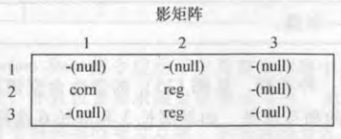 影矩阵
1 2 3
1 -(null) -(null) -(null)
2 com reg -(null)
3 -(null) reg -(null)